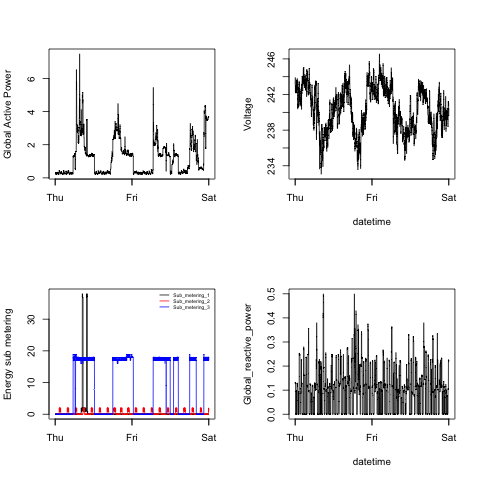 Global Active Power
6
4
2
0
Thu Fri Sat
Voltage
246
242
238
234
Thu Fri Sat
datetime
Energy sub metering
30
20
10
0
Sub_metering_1
Sub_metering_2
Sub_metering_3
Thu Fri Sat
Global_reactive_power
0.5
0.4
0.3
0.2
0.1
0.0
Thu Fri Sat
datetime